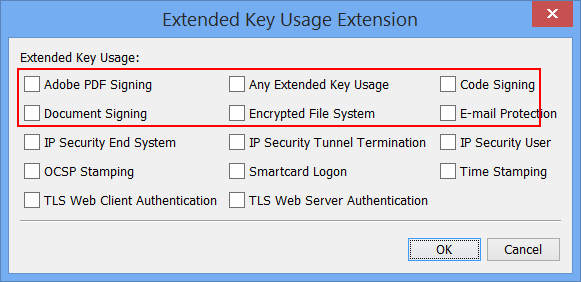 Extended Key Usage Extension
Extended Key Usage:
Adobe PDF Signing Any Extended Key Usage Code Signing
Document Signing Encrypted File System E-mail Protection
IP Security End System IP Security Tunnel Termination IP Security User
OCSP Stamping Smartcard Logon Time Stamping
TLS Web Client Authentication TLS Web Server Authentication
OK Cancel